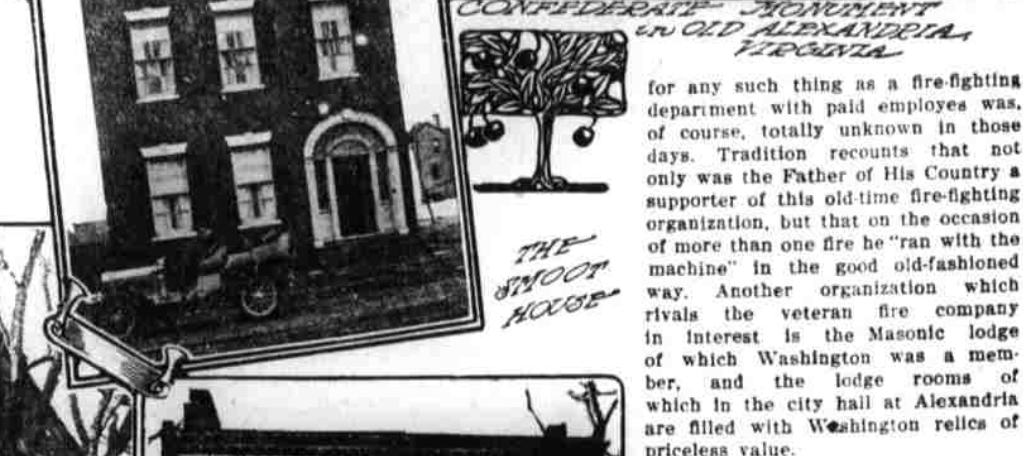 CONFEDERATE MONUMENT
in OLD ALEXANDRIA,
VIRGINIA
THE
SMOOT
HOUSE
for any such thing as a fire-fighting
department with paid employes was,
of course, totally unknown in those
days. Tradition recounts that not
only was the Father of His Country a
supporter of this old-time fire-fighting
organization, but that on the occasion
of more than one fire he "ran with the
machine" in the good old-fashioned
way. Another organization which
rivals the veteran fire company
in interest is the Masonic lodge
of which Washington was a mem-
ber, and the lodge rooms of
which in the city hall at Alexandria
are filled with Washington relics of
priceless value.